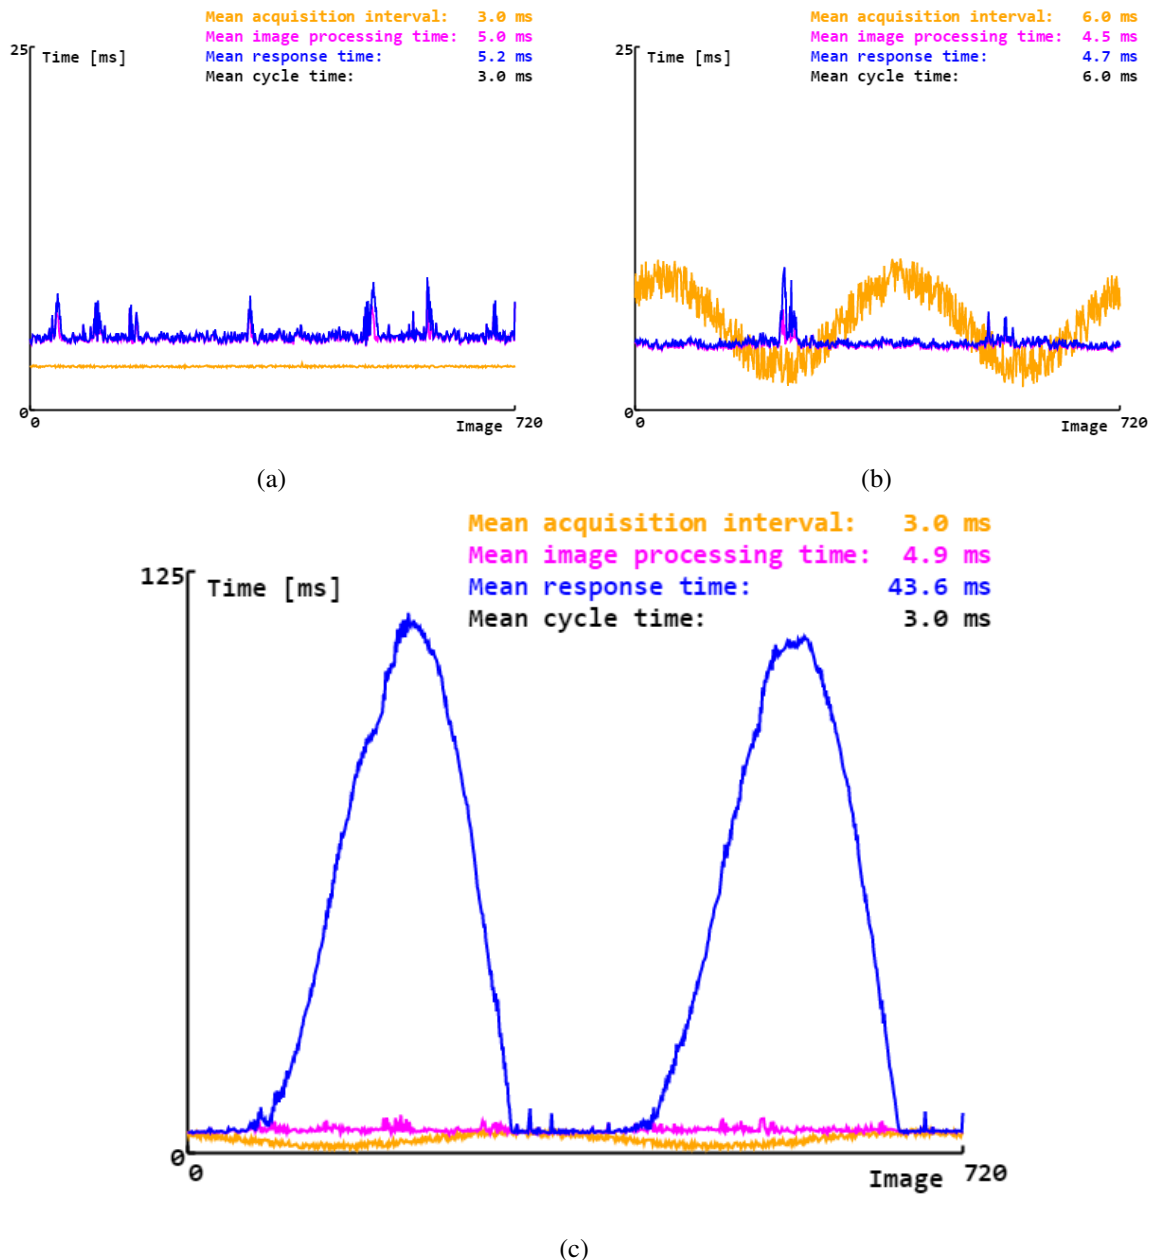 Mean acquisition interval: 3.0 ms
Mean image processing time: 5.0 ms
Mean response time: 5.2 ms
Mean cycle time: 3.0 ms
25
Time [ms]
0
0
Image
720
(a)
Mean acquisition interval: 6.0 ms
Mean image processing time: 4.5 ms
Mean response time: 4.7 ms
Mean cycle time: 6.0 ms
25
Time [ms]
0
0
Image
720
(b)
Mean acquisition interval: 3.0 ms
Mean image processing time: 4.9 ms
Mean response time: 43.6 ms
Mean cycle time: 3.0 ms
125
Time [ms]
0
0
Image
720
(c)